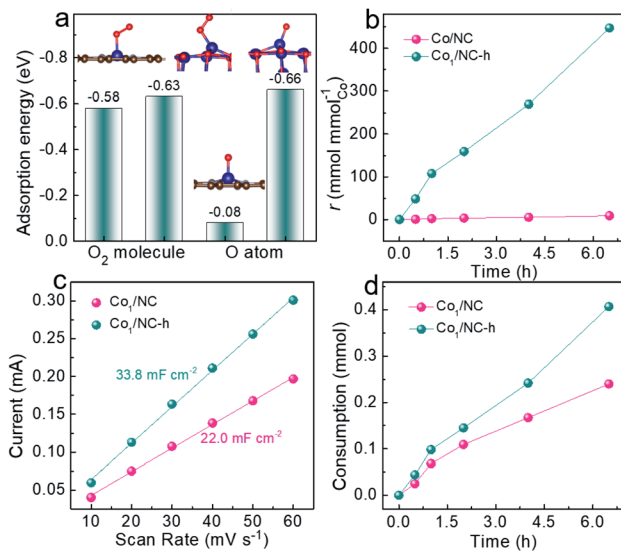 a
Adsorption energy (eV)
-0.8
-0.6
-0.4
-0.2
0.0
-0.58
-0.63
-0.08
-0.66
O₂ molecule
O atom
b
r (mmol mmol⁻¹Co)
400
300
200
100
0
Co/NC
Co₁/NC-h
0.0 1.5 3.0 4.5 6.0
Time (h)
c
Current (mA)
0.30
0.25
0.20
0.15
0.10
0.05
Co₁/NC
Co₁/NC-h
33.8 mF cm⁻²
22.0 mF cm⁻²
10 20 30 40 50 60
Scan Rate (mV s⁻¹)
d
Consumption (mmol)
0.4
0.2
0.0
Co₁/NC
Co₁/NC-h
0.0 1.5 3.0 4.5 6.0
Time (h)